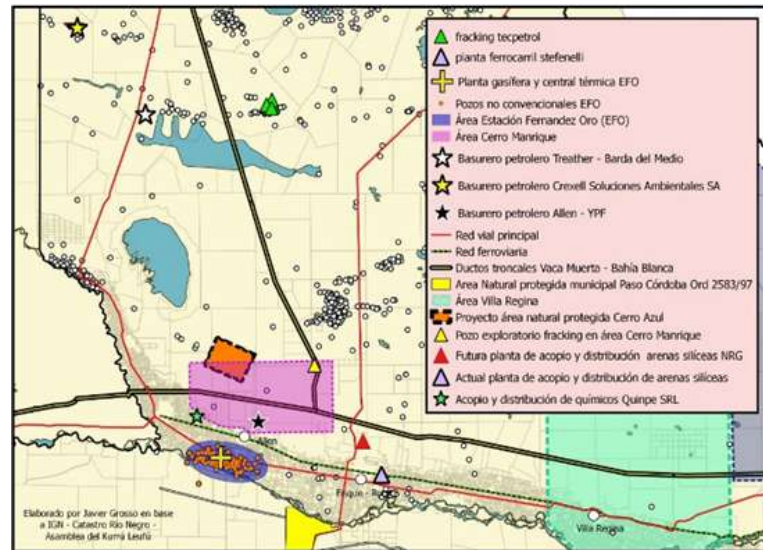 fracking tecpetrol
planta ferrocarril stefenelli
Planta gasífera y central térmica EFO
Pozos no convencionales EFO
Área Estación Fernandez Oro (EFO)
Área Cerro Manrique
Basurero petrolero Treather - Barda del Medio
Basurero petrolero Crexell Soluciones Ambientales SA
Basurero petrolero Allen - YPF
Red vial principal
Red ferroviaria
Ductos troncales Vaca Muerta - Bahía Blanca
Area Natural protegida municipal Paso Córdoba Ord 2583/97
Área Villa Regina
Proyecto área natural protegida Cerro Azul
Pozo exploratorio fracking en área Cerro Manrique
Futura planta de acopio y distribución arenas silíceas NRG
Actual planta de acopio y distribución de arenas silíceas
Acopio y distribución de químicos Quinpe SRL
Allen
Villa Regina
Elaborado por Javier Grosso en base
a IGN - Catastro Río Negro -
Asamblea del Kurrú Leufú